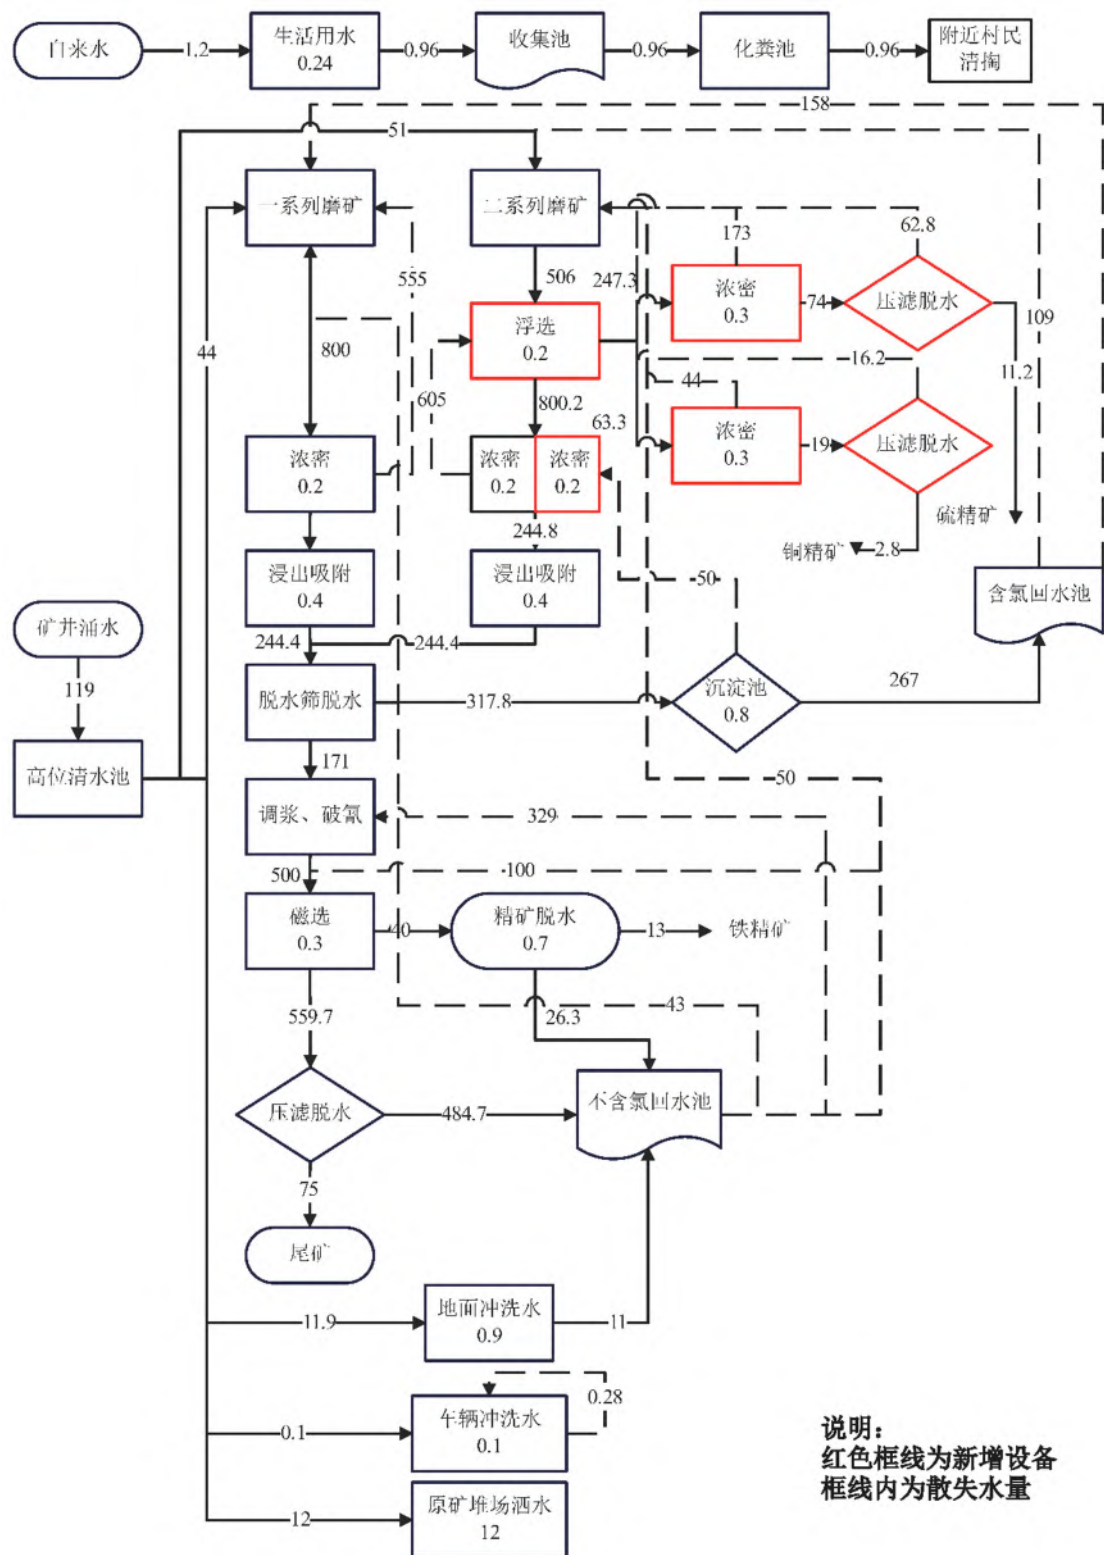 自来水
1.2
生活用水
0.24
0.96
收集池
0.96
化粪池
0.96
附近村民
清掏
158
51
一系列磨矿
二系列磨矿
173
62.8
555
506
247.3
浓密
0.3
74
压滤脱水
109
浮选
0.2
44
800
16.2
11.2
605
800.2
44
63.3
浓密
0.3
19
压滤脱水
浓密
0.2
浓密
0.2
浓密
0.2
硫精矿
244.8
铜精矿
2.8
50
浸出吸附
0.4
浸出吸附
0.4
含氯回水池
矿井涌水
244.4
244.4
119
脱水筛脱水
317.8
沉淀池
0.8
267
高位清水池
171
50
调浆、破氰
329
500
100
磁选
0.3
40
精矿脱水
0.7
13
铁精矿
43
559.7
26.3
压滤脱水
484.7
不含氯回水池
75
尾矿
11.9
地面冲洗水
0.9
11
0.28
0.1
车辆冲洗水
0.1
12
原矿堆场洒水
12
说明：
红色框线为新增设备
框线内为散失水量